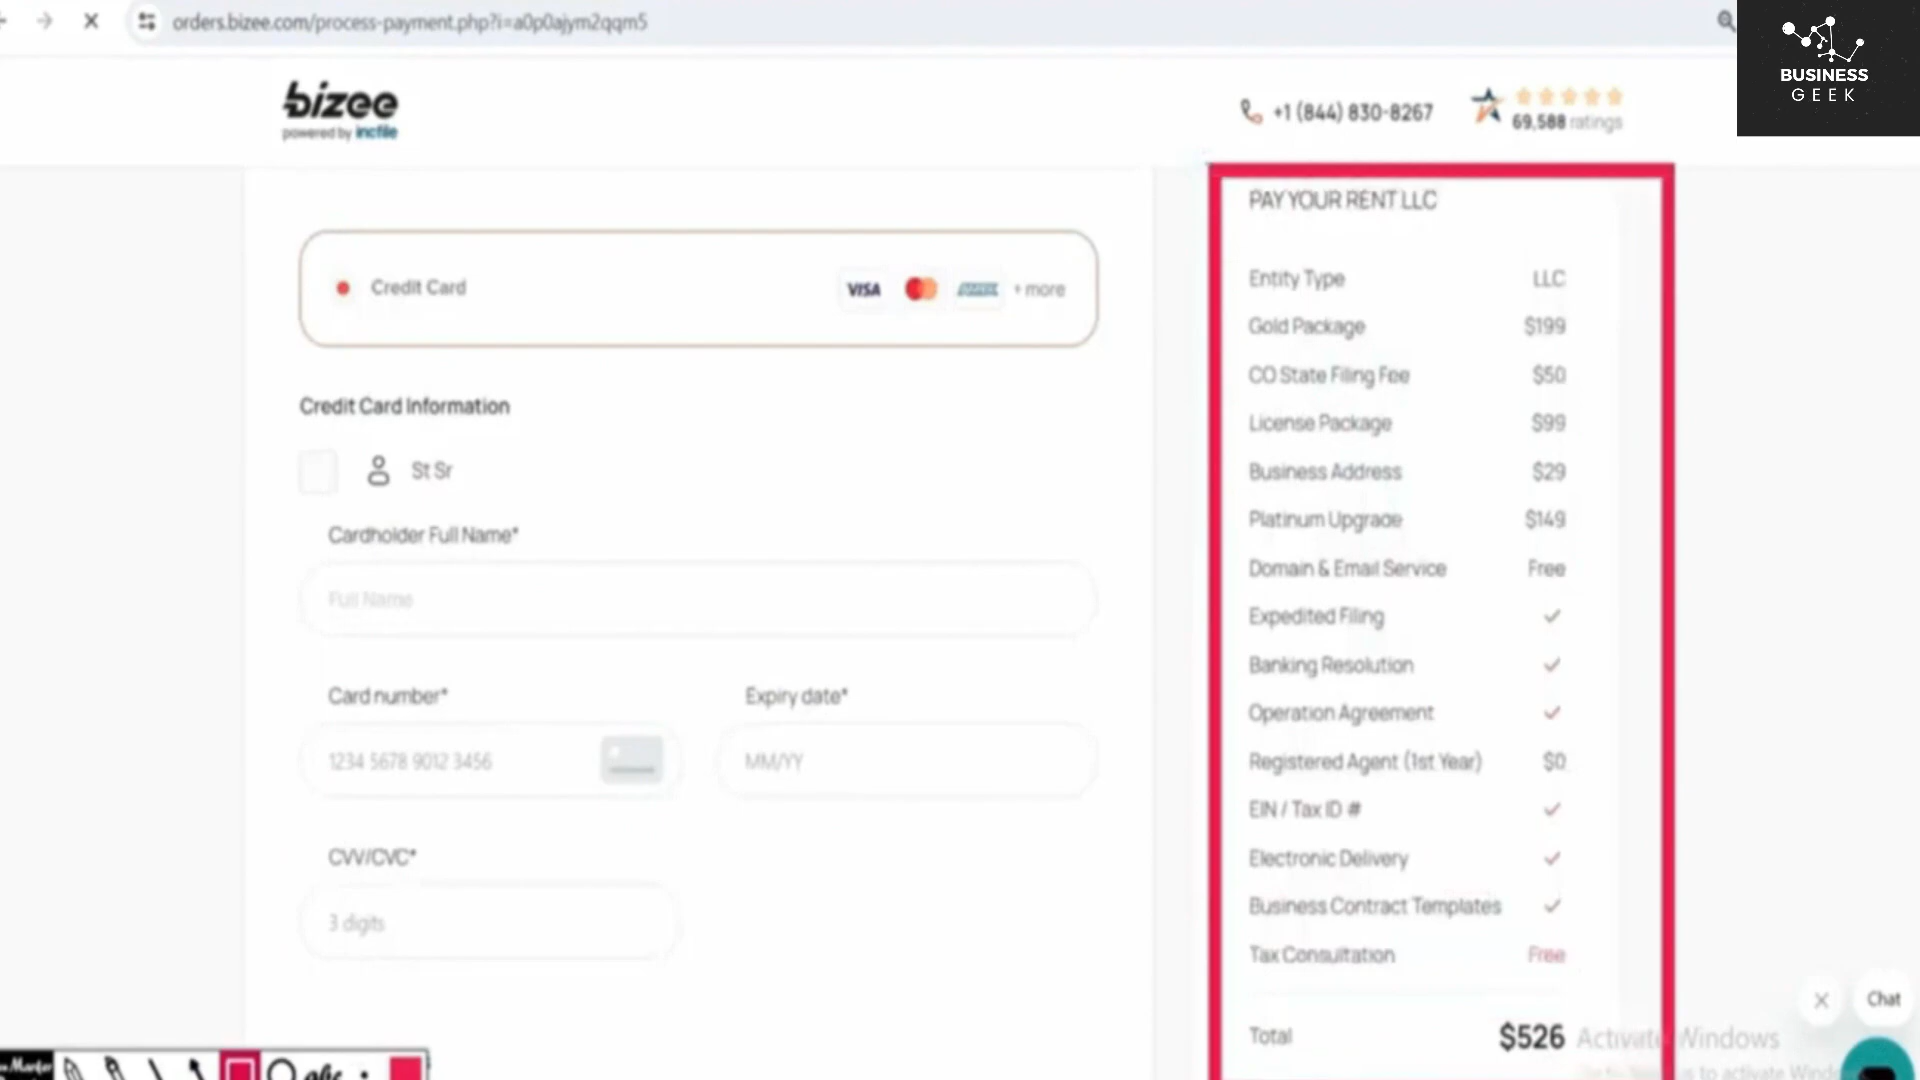 orders.bizee.com/process-payment.php?i=a0p0ajym2qqm5
BUSINESS
GEEK
bizee
powered by incfile
+1 (844) 830-8267
69,588 ratings
Credit Card
VISA
AMEX
+ more
Credit Card Information
St Sr
Cardholder Full Name*
Full Name
Card number*
Expiry date*
1234 5678 9012 3456
MM/YY
CVV/CVC*
3 digits
PAY YOUR RENT LLC
Entity Type LLC
Gold Package $199
CO State Filing Fee $50
License Package $99
Business Address $29
Platinum Upgrade $149
Domain & Email Service Free
Expedited Filing
Banking Resolution
Operation Agreement
Registered Agent (1st Year) $0
EIN / Tax ID #
Electronic Delivery
Business Contract Templates
Tax Consultation Free
Total $526
Activate Windows
to activate
Chat
abc